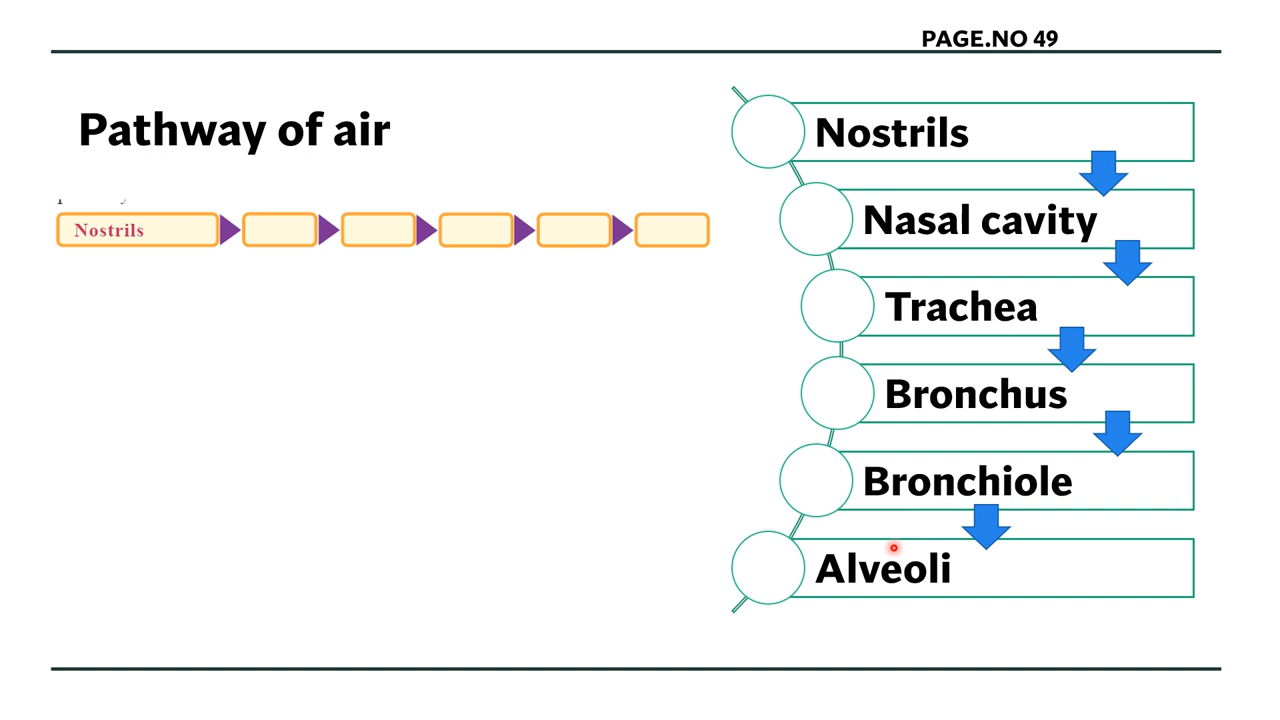 PAGE.NO 49
Pathway of air
Nostrils
Nostrils
Nasal cavity
Trachea
Bronchus
Bronchiole
Alveoli